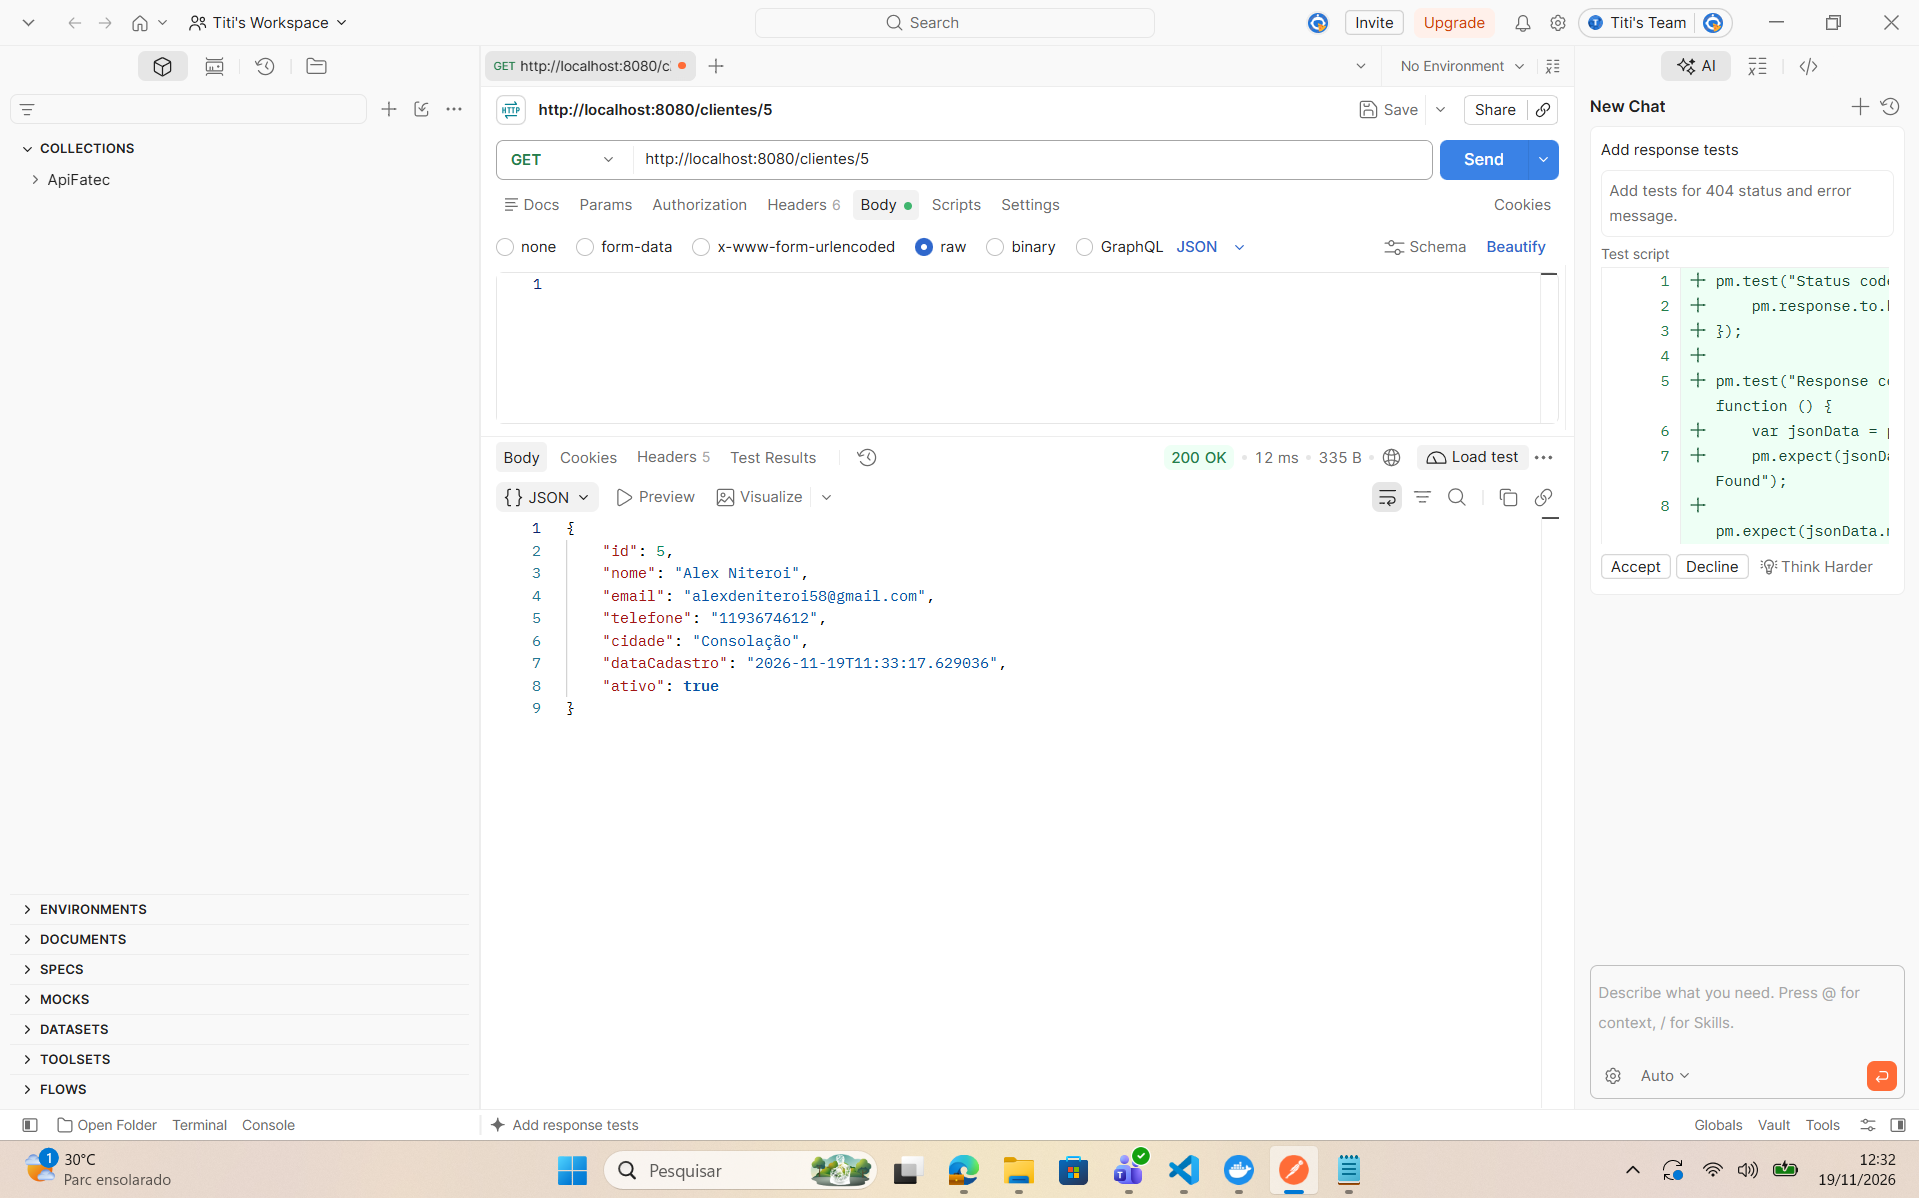 Titi's Workspace
Search
Invite
Upgrade
Titi's Team
GET http://localhost:8080/c
No Environment
AI
COLLECTIONS
ApiFatec
HTTP
http://localhost:8080/clientes/5
Save
Share
GET
http://localhost:8080/clientes/5
Send
Docs
Params
Authorization
Headers 6
Body
Scripts
Settings
Cookies
none
form-data
x-www-form-urlencoded
raw
binary
GraphQL
JSON
Schema
Beautify
1
Body
Cookies
Headers 5
Test Results
200 OK
12 ms
335 B
Load test
{} JSON
Preview
Visualize
1 {
2 "id": 5,
3 "nome": "Alex Niteroi",
4 "email": "alexdeniteroi58@gmail.com",
5 "telefone": "1193674612",
6 "cidade": "Consolação",
7 "dataCadastro": "2026-11-19T11:33:17.629036",
8 "ativo": true
9 }
New Chat
Add response tests
Add tests for 404 status and error
message.
Test script
1 + pm.test("Status cod
2 + pm.response.to.
3 + });
4 +
5 + pm.test("Response c
function () {
6 + var jsonData =
7 + pm.expect(jsonDa
Found");
8 +
pm.expect(jsonData.
Accept
Decline
Think Harder
Describe what you need. Press @ for
context, / for Skills.
Auto
ENVIRONMENTS
DOCUMENTS
SPECS
MOCKS
DATASETS
TOOLSETS
FLOWS
Open Folder
Terminal
Console
Add response tests
Globals
Vault
Tools
1
30°C
Parc ensolarado
Pesquisar
12:32
19/11/2026